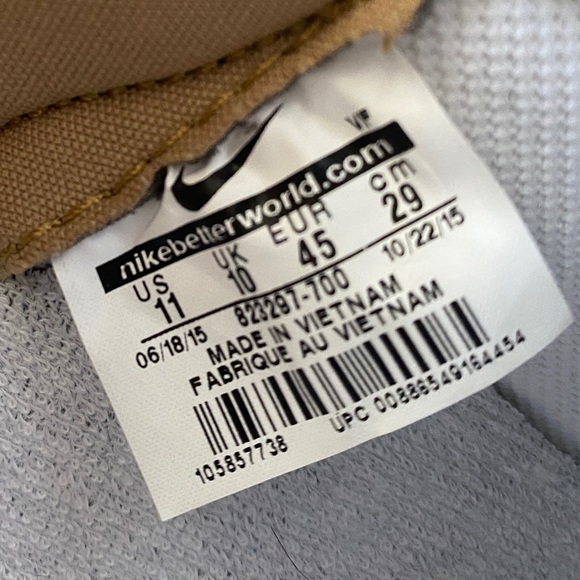 VF
nikebetterworld.com
US UK EUR cm
11 10 45 29
06/18/15 823297-700 10/22/15
MADE IN VIETNAM
FABRIQUE AU VIETNAM
105857738 UPC 00886549164454